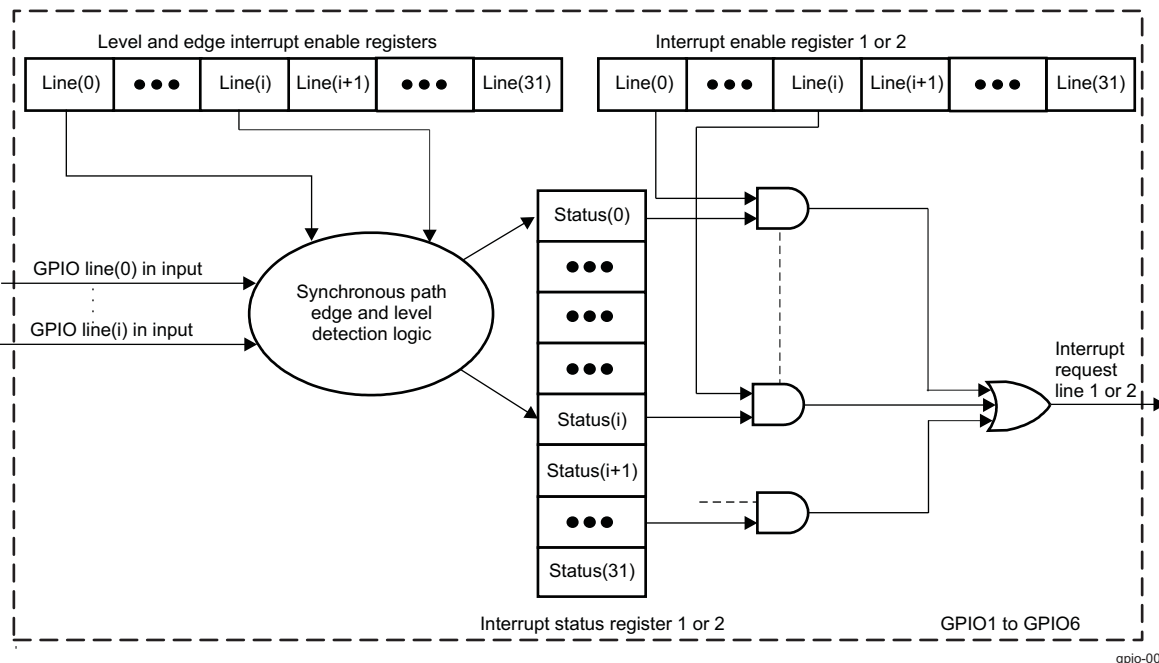 Level and edge interrupt enable registers
Interrupt enable register 1 or 2
Line(0) ●●● Line(i) Line(i+1) ●●● Line(31)
Line(0) ●●● Line(i) Line(i+1) ●●● Line(31)
GPIO line(0) in input
GPIO line(i) in input
Synchronous path
edge and level
detection logic
Status(0)
●●●
●●●
●●●
Status(i)
Status(i+1)
●●●
Status(31)
Interrupt
request
line 1 or 2
Interrupt status register 1 or 2
GPIO1 to GPIO6
gpio-00